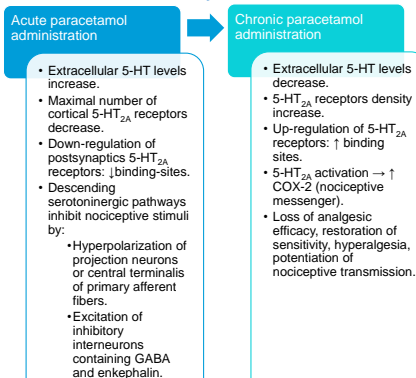 Acute paracetamol
administration
• Extracellular 5-HT levels
increase.
• Maximal number of
cortical 5-HT2A receptors
decrease.
• Down-regulation of
postsynaptics 5-HT2A
receptors: ↓binding-sites.
• Descending
serotoninergic pathways
inhibit nociceptive stimuli
by:
•Hyperpolarization of
projection neurons
or central terminalis
of primary afferent
fibers.
•Excitation of
inhibitory
interneurons
containing GABA
and enkephalin.
Chronic paracetamol
administration
• Extracellular 5-HT levels
decrease.
• 5-HT2A receptors density
increase.
• Up-regulation of 5-HT2A
receptors: ↑ binding
sites.
• 5-HT2A activation → ↑
COX-2 (nociceptive
messenger).
• Loss of analgesic
efficacy, restoration of
sensitivity, hyperalgesia,
potentiation of
nociceptive transmission.